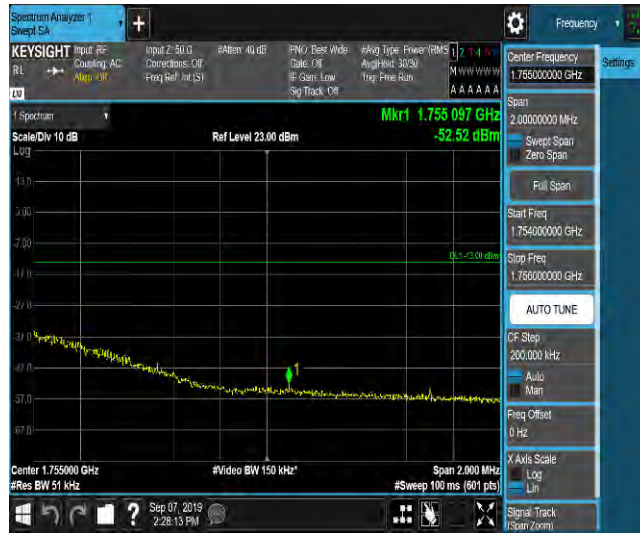 Spectrum Analyzer 1
Swept SA
+
Frequency
KEYSIGHT
RL
LXI
Input: RF
Coupling: AC
Align: Off
Input Z: 50 Ω
Corrections: Off
Freq Ref: Int (S)
#Atten: 40 dB
PNO: Best Wide
Gate: Off
IF Gain: Low
Sig Track: Off
#Avg Type: Power (RMS
Avg|Hold: 30/30
Trig: Free Run
M W W W W W
A A A A A A
1 Spectrum
Scale/Div 10 dB
Log
Ref Level 23.00 dBm
Mkr1 1.755 097 GHz
-52.52 dBm
13.0
3.00
-7.00
DL1 -13.00 dBm
-17.0
-27.0
-37.0
-47.0
-57.0
-67.0
1
Center 1.755000 GHz
#Res BW 51 kHz
#Video BW 150 kHz*
Span 2.000 MHz
#Sweep 100 ms (601 pts)
Sep 07, 2019
2:28:13 PM
?
Center Frequency
1.755000000 GHz
Settings
Span
2.00000000 MHz
Swept Span
Zero Span
Full Span
Start Freq
1.754000000 GHz
Stop Freq
1.756000000 GHz
AUTO TUNE
CF Step
200.000 kHz
Auto
Man
Freq Offset
0 Hz
X Axis Scale
Log
Lin
Signal Track
(Span Zoom)